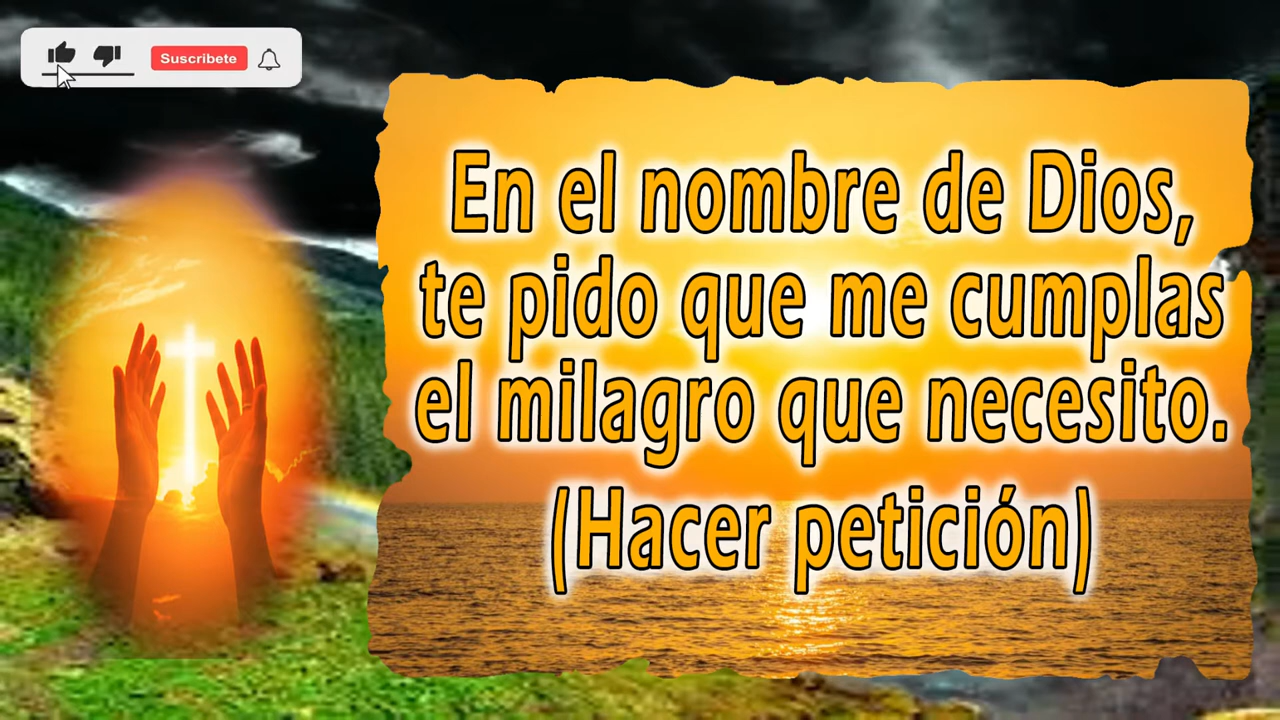 Suscribete
En el nombre de Dios,
te pido que me cumplas
el milagro que necesito.
(Hacer petición)